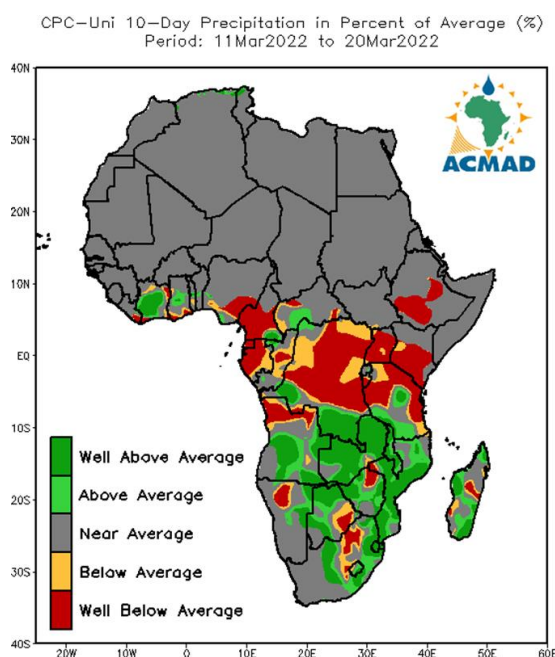 CPC-Uni 10-Day Precipitation in Percent of Average (%)
Period: 11Mar2022 to 20Mar2022
40N
ACMAD
30N
20N
10N
EQ
10S
Well Above Average
Above Average
20S
Near Average
Below Average
30S
Well Below Average
40S
20W 10W 0 10E 20E 30E 40E 50E 60E